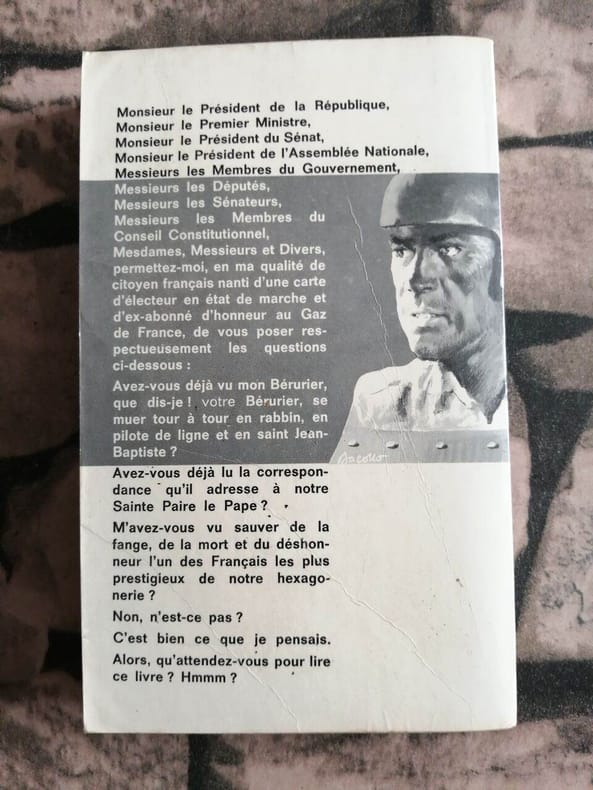 Monsieur le Président de la République,
Monsieur le Premier Ministre,
Monsieur le Président du Sénat,
Monsieur le Président de l'Assemblée Nationale,
Messieurs les Membres du Gouvernement,
Messieurs les Députés,
Messieurs les Sénateurs,
Messieurs les Membres du
Conseil Constitutionnel,
Mesdames, Messieurs et Divers,
permettez-moi, en ma qualité de
citoyen français nanti d'une carte
d'électeur en état de marche et
d'ex-abonné d'honneur au Gaz
de France, de vous poser res-
pectueusement les questions
ci-dessous :
Avez-vous déjà vu mon Bérurier,
que dis-je ! votre Bérurier, se
muer tour à tour en rabbin, en
pilote de ligne et en saint Jean-
Baptiste ?
Avez-vous déjà lu la correspon-
dance qu'il adresse à notre
Sainte Paire le Pape ?
M'avez-vous vu sauver de la
fange, de la mort et du déshon-
neur l'un des Français les plus
prestigieux de notre hexago-
nerie ?
Non, n'est-ce pas ?
C'est bien ce que je pensais.
Alors, qu'attendez-vous pour lire
ce livre ? Hmmm ?